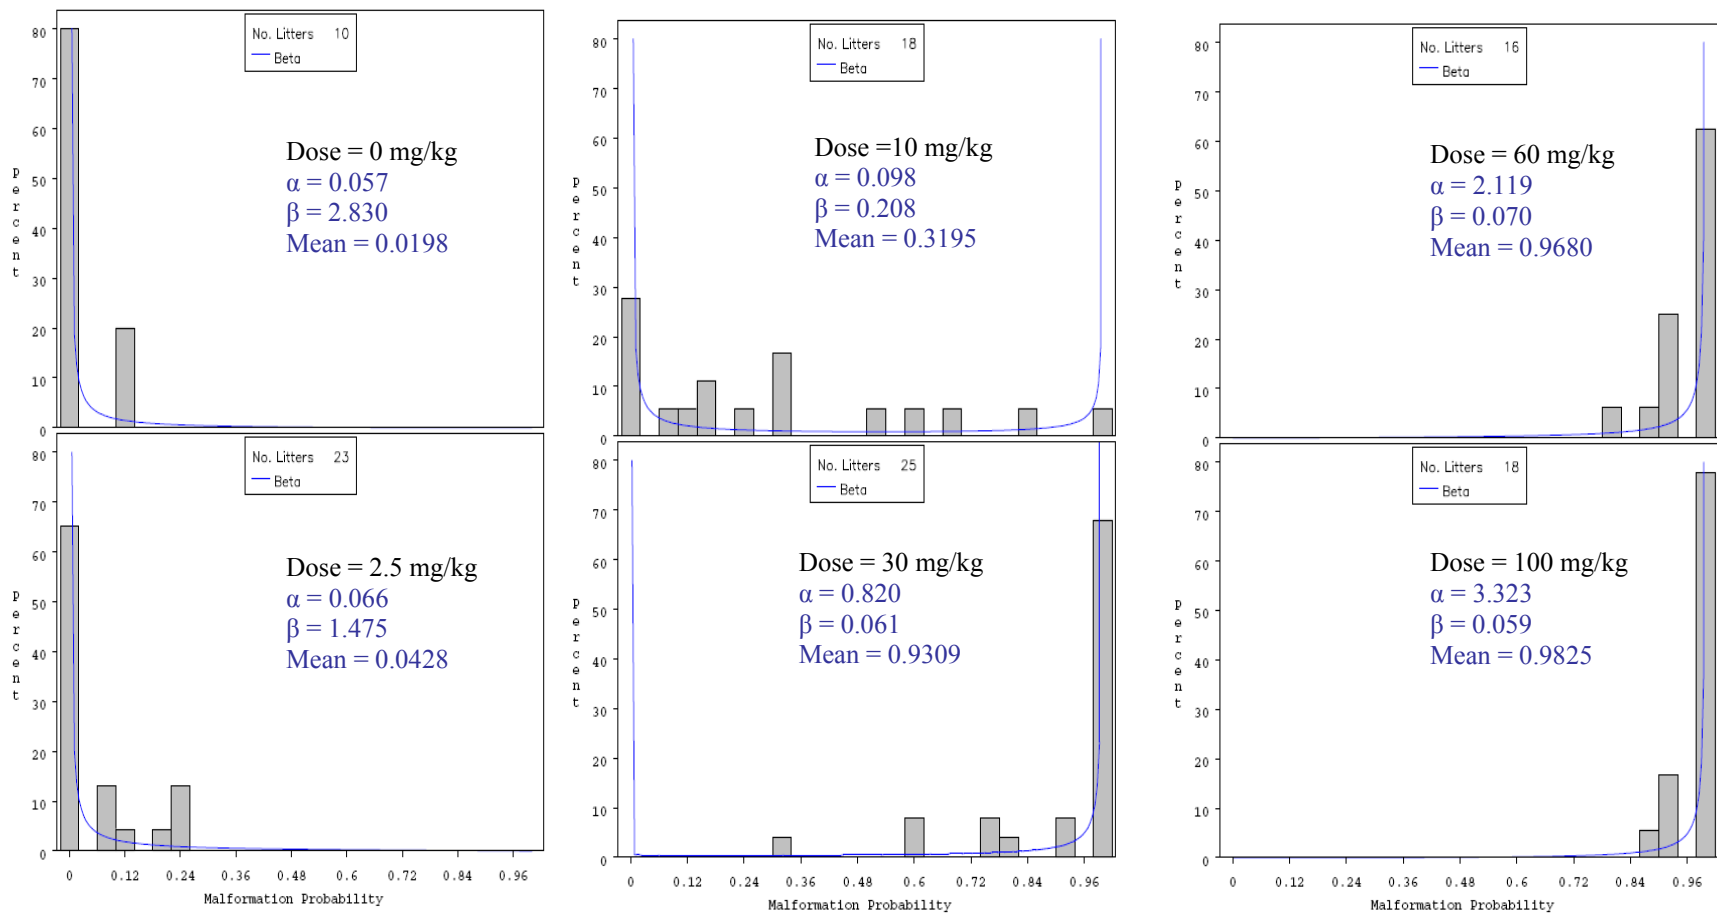 No. Litters 10
Beta
Dose = 0 mg/kg
α = 0.057
β = 2.830
Mean = 0.0198
percent
80
70
60
50
40
30
20
10
0
No. Litters 18
Beta
Dose =10 mg/kg
α = 0.098
β = 0.208
Mean = 0.3195
percent
80
70
60
50
40
30
20
10
0
No. Litters 16
Beta
Dose = 60 mg/kg
α = 2.119
β = 0.070
Mean = 0.9680
percent
80
70
60
50
40
30
20
10
0
No. Litters 23
Beta
Dose = 2.5 mg/kg
α = 0.066
β = 1.475
Mean = 0.0428
percent
80
70
60
50
40
30
20
10
0
0 0.12 0.24 0.36 0.48 0.6 0.72 0.84 0.96
Malformation Probability
No. Litters 25
Beta
Dose = 30 mg/kg
α = 0.820
β = 0.061
Mean = 0.9309
percent
80
70
60
50
40
30
20
10
0
0 0.12 0.24 0.36 0.48 0.6 0.72 0.84 0.96
Malformation Probability
No. Litters 18
Beta
Dose = 100 mg/kg
α = 3.323
β = 0.059
Mean = 0.9825
percent
80
70
60
50
40
30
20
10
0
0 0.12 0.24 0.36 0.48 0.6 0.72 0.84 0.96
Malformation Probability